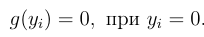 g(y_i) = 0, при y_i = 0.